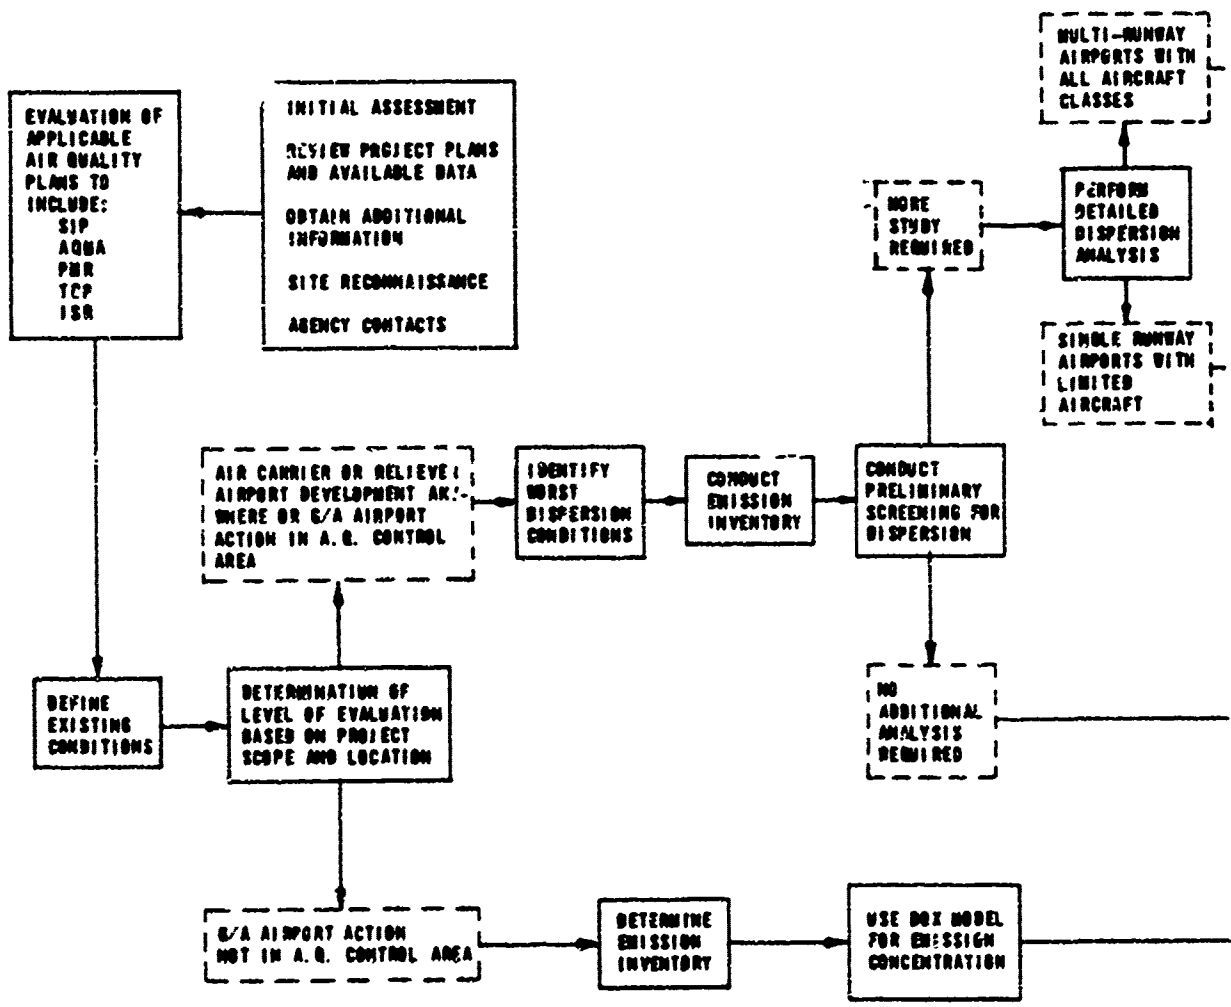 MULTI-RUNWAY
AIRPORTS WITH
ALL AIRCRAFT
CLASSES
EVALUATION OF
APPLICABLE
AIR QUALITY
PLANS TO
INCLUDE:
SIP
AQMA
PMR
TCP
ISR
INITIAL ASSESSMENT
REVIEW PROJECT PLANS
AND AVAILABLE DATA
OBTAIN ADDITIONAL
INFORMATION
SITE RECONNAISSANCE
AGENCY CONTACTS
MORE
STUDY
REQUIRED
PERFORM
DETAILED
DISPERSION
ANALYSIS
SINGLE RUNWAY
AIRPORTS WITH
LIMITED
AIRCRAFT
AIR CARRIER OR RELIEVER
AIRPORT DEVELOPMENT
WHERE OR G/A AIRPORT
ACTION IN A.Q. CONTROL
AREA
IDENTIFY
WORST
DISPERSION
CONDITIONS
CONDUCT
EMISSION
INVENTORY
CONDUCT
PRELIMINARY
SCREENING FOR
DISPERSION
DEFINE
EXISTING
CONDITIONS
DETERMINATION OF
LEVEL OF EVALUATION
BASED ON PROJECT
SCOPE AND LOCATION
NO
ADDITIONAL
ANALYSIS
REQUIRED
G/A AIRPORT ACTION
NOT IN A.Q. CONTROL AREA
DETERMINE
EMISSION
INVENTORY
USE BOX MODEL
FOR EMISSION
CONCENTRATION